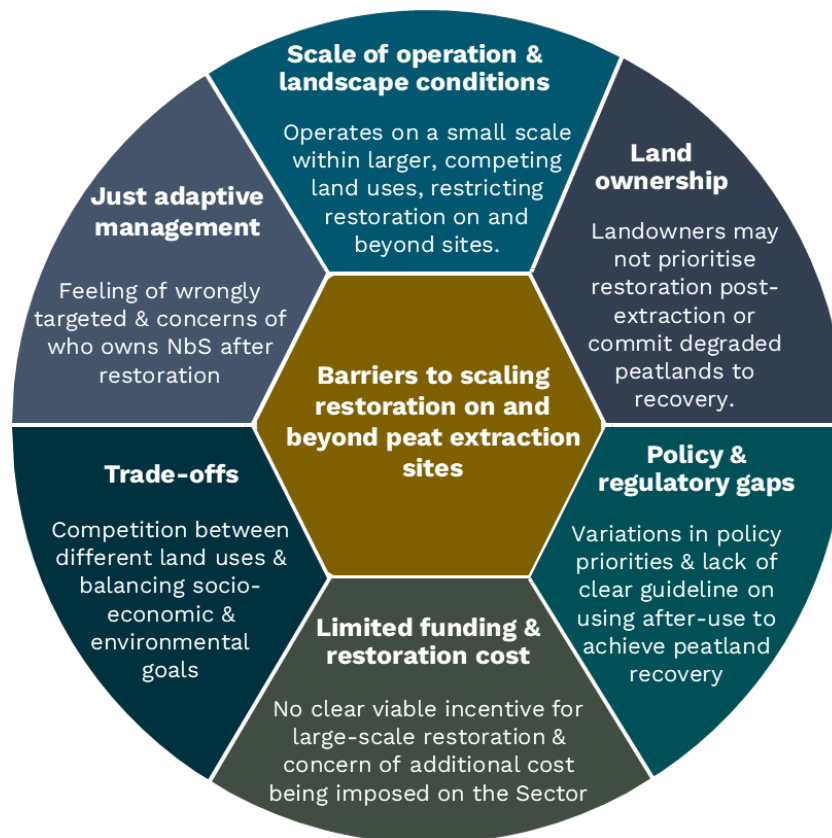 Scale of operation &
landscape conditions
Operates on a small scale
within larger, competing
land uses, restricting
restoration on and
beyond sites.
Land
ownership
Landowners may
not prioritise
restoration post-
extraction or
commit degraded
peatlands to
recovery.
Policy &
regulatory gaps
Variations in policy
priorities & lack of
clear guideline on
using after-use to
achieve peatland
recovery
Limited funding &
restoration cost
No clear viable incentive for
large-scale restoration &
concern of additional cost
being imposed on the Sector
Trade-offs
Competition between
different land uses &
balancing socio-
economic &
environmental
goals
Just adaptive
management
Feeling of wrongly
targeted & concerns of
who owns NbS after
restoration
Barriers to scaling
restoration on and
beyond peat extraction
sites